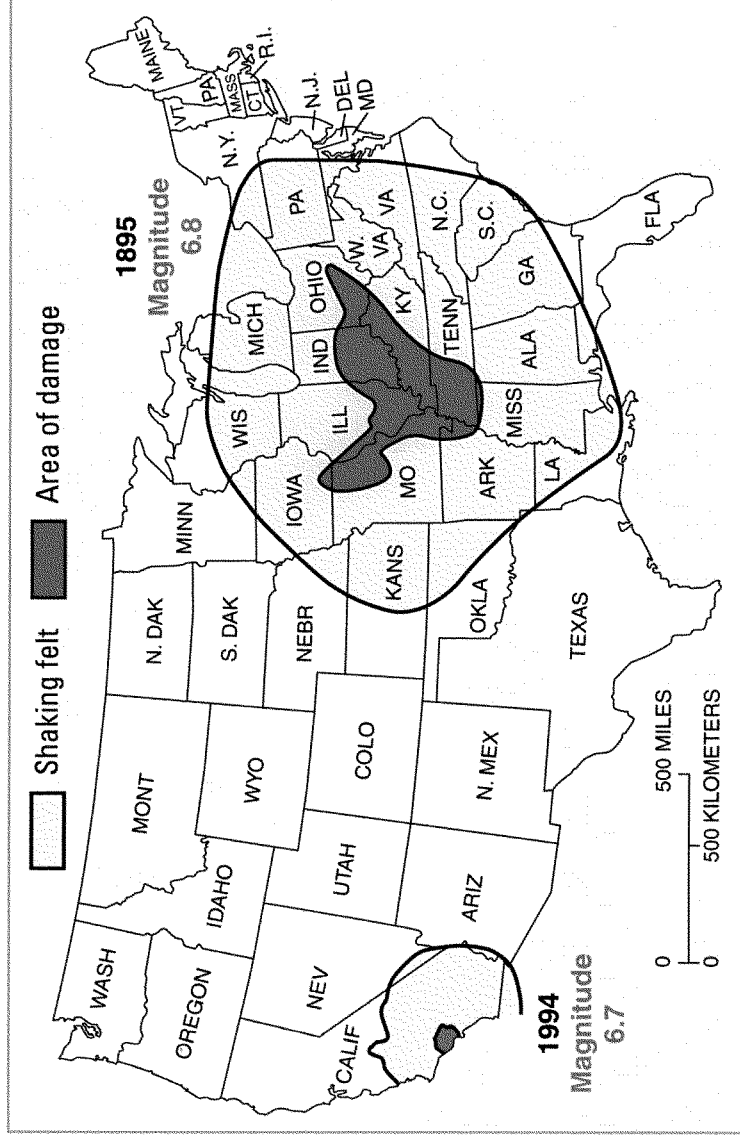 Shaking felt
Area of damage
1895
Magnitude
6.8
1994
Magnitude
6.7
WASH
OREGON
CALIF
NEV
IDAHO
MONT
WYO
UTAH
ARIZ
COLO
N. MEX
N. DAK
S. DAK
NEBR
KANS
OKLA
TEXAS
MINN
IOWA
MO
ARK
LA
WIS
ILL
MICH
IND
OHIO
KY
TENN
MISS
ALA
GA
FLA
S.C.
N.C.
VA
W.
VA
PA
N.Y.
VT
PA
MASS
CT
R.I.
MAINE
N.J.
DEL
MD
0
500 MILES
0
500 KILOMETERS